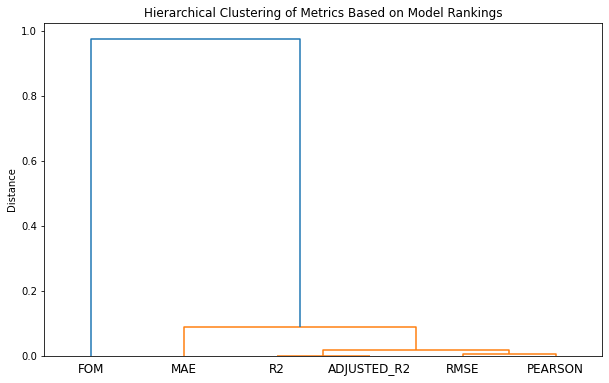 Hierarchical Clustering of Metrics Based on Model Rankings
1.0
0.8
0.6
0.4
0.2
0.0
Distance
FOM MAE R2 ADJUSTED_R2 RMSE PEARSON